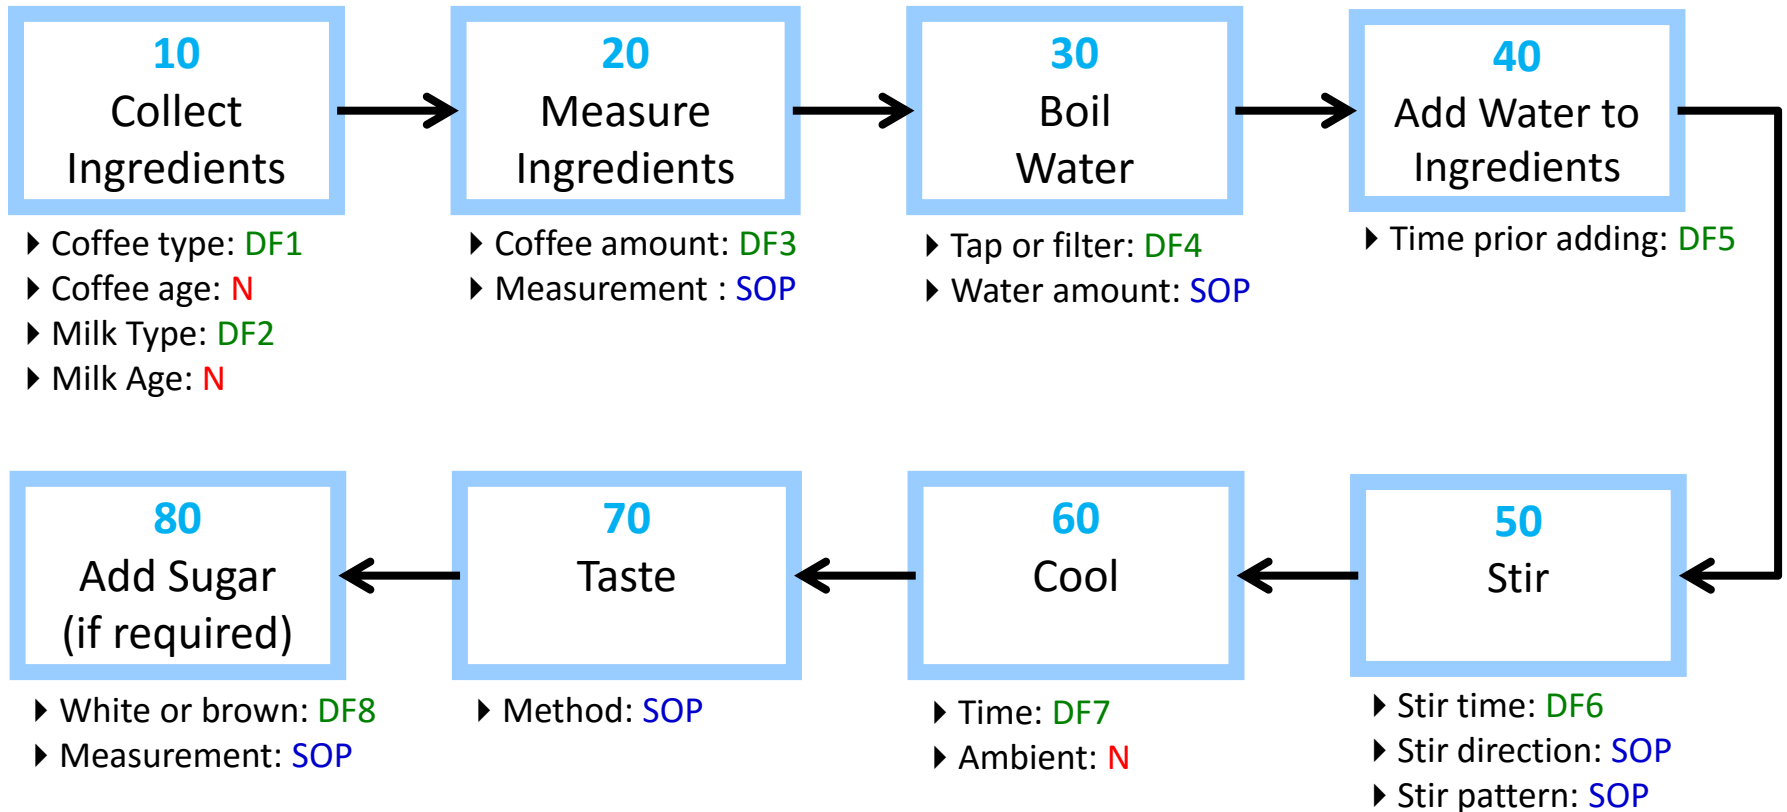 10
Collect
Ingredients
▶ Coffee type: DF1
▶ Coffee age: N
▶ Milk Type: DF2
▶ Milk Age: N
20
Measure
Ingredients
▶ Coffee amount: DF3
▶ Measurement : SOP
30
Boil
Water
▶ Tap or filter: DF4
▶ Water amount: SOP
40
Add Water to
Ingredients
▶ Time prior adding: DF5
50
Stir
▶ Stir time: DF6
▶ Stir direction: SOP
▶ Stir pattern: SOP
60
Cool
▶ Time: DF7
▶ Ambient: N
70
Taste
▶ Method: SOP
80
Add Sugar
(if required)
▶ White or brown: DF8
▶ Measurement: SOP